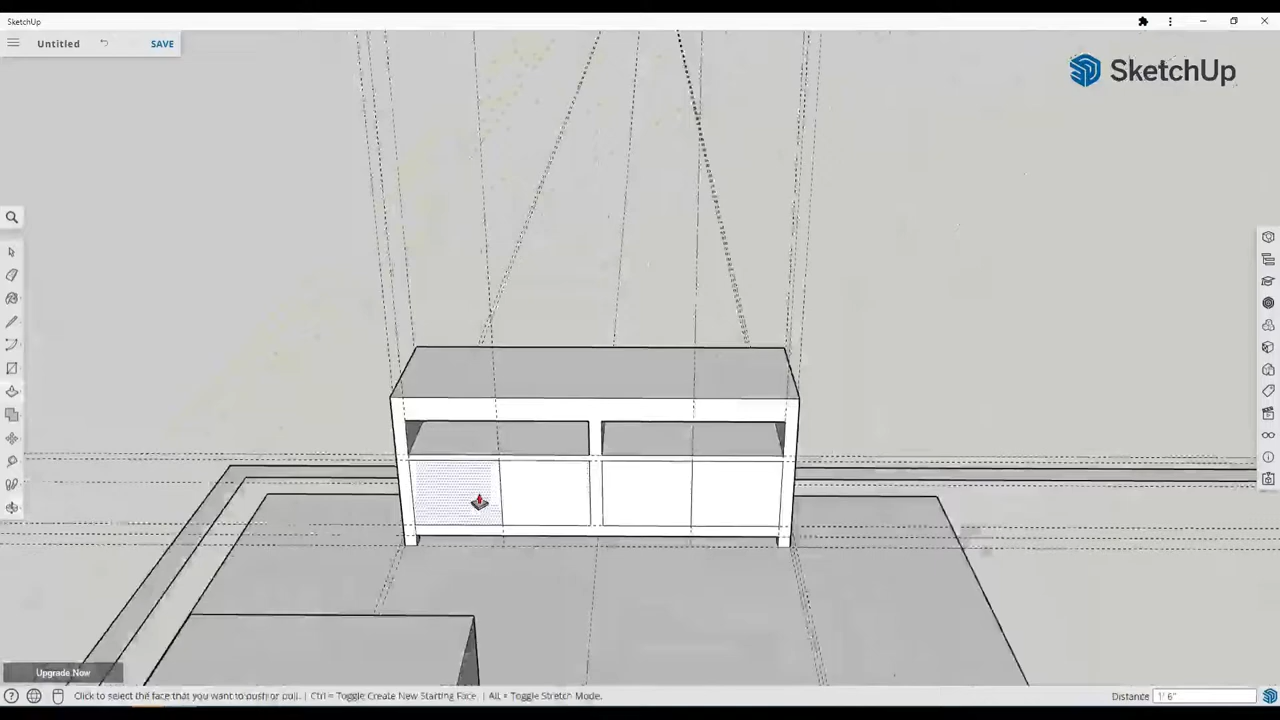 SketchUp
Untitled
SAVE
SketchUp
Upgrade Now
Click to select the face that you want to push or pull. | Ctrl = Toggle Create New Starting Face. | Alt = Toggle Stretch Mode.
Distance 1' 6"